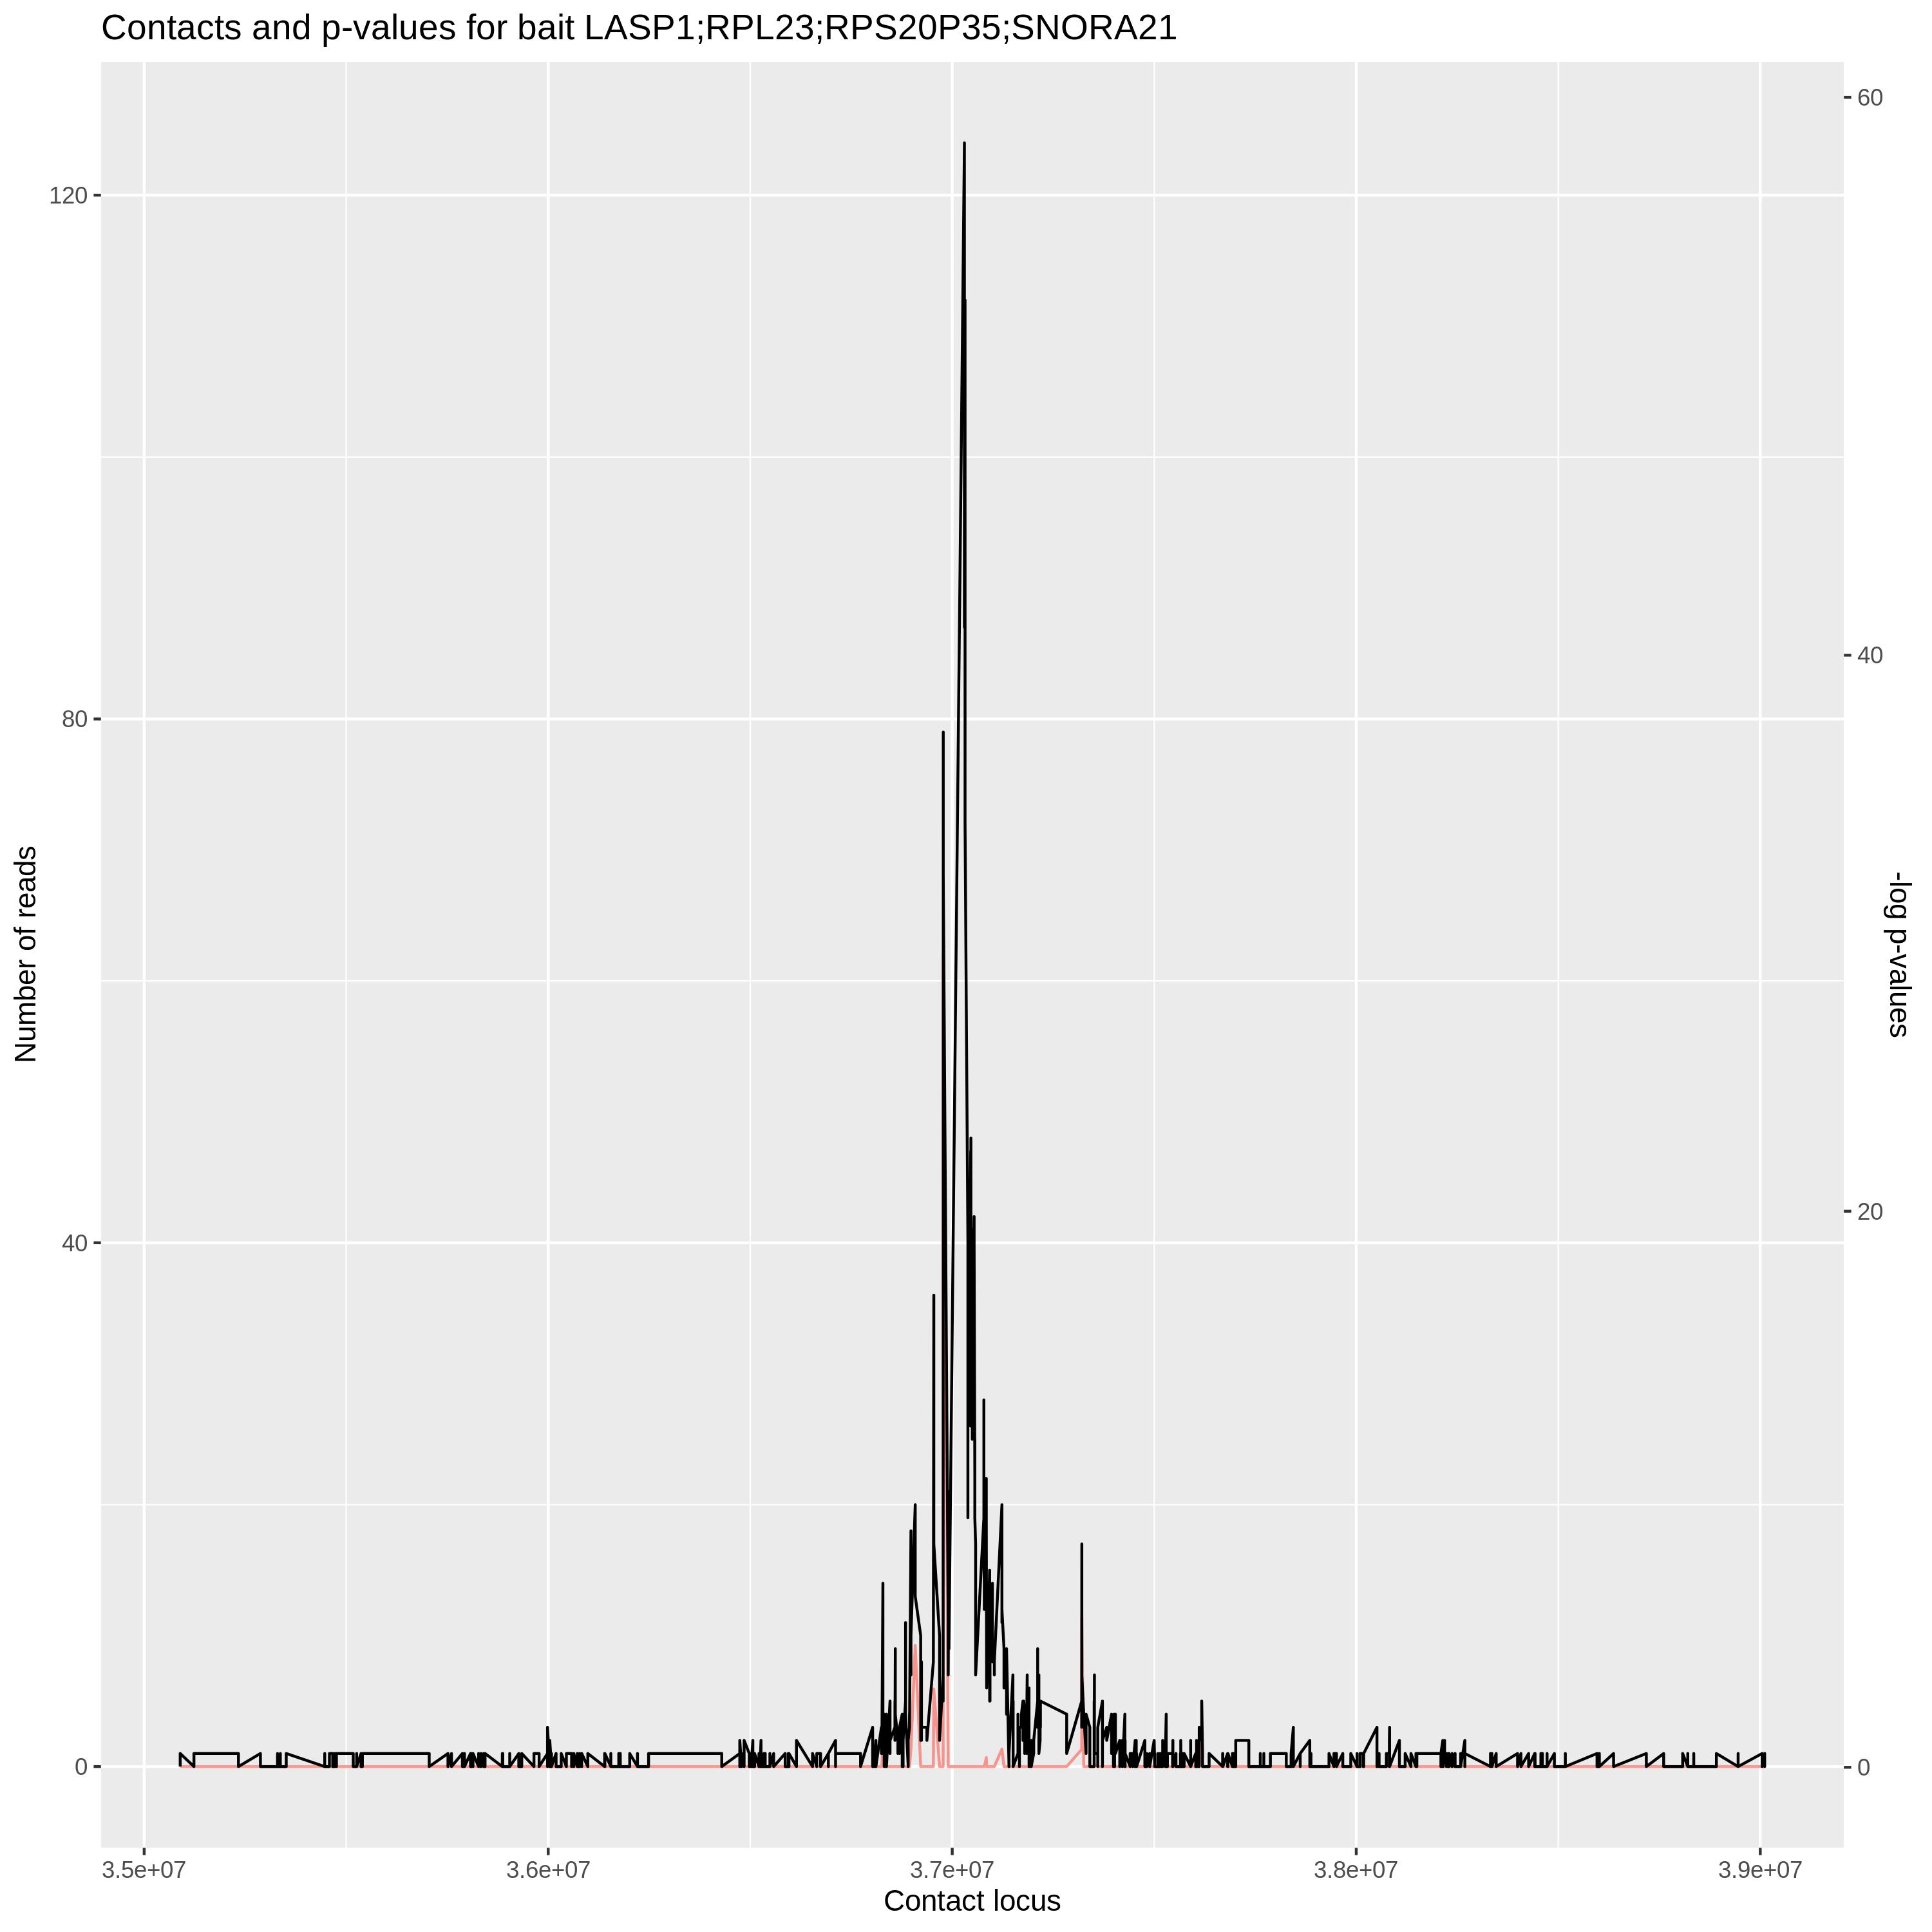 Contacts and p-values for bait LASP1;RPL23;RPS20P35;SNORA21
Number of reads
120
80
40
0
60
40
20
0
-log p-values
3.5e+07
3.6e+07
3.7e+07
3.8e+07
3.9e+07
Contact locus